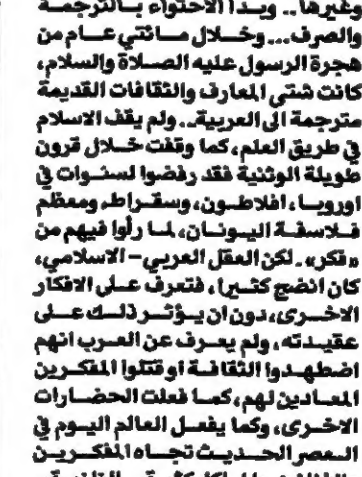 وغيرها.. ويبدأ الاحتواء بالترجمة
والصرف... وخلال مائتي عام من
هجرة الرسول عليه الصلاة والسلام،
كانت شتى المعارف والثقافات القديمة
مترجمة الى العربية.. ولم يقف الاسلام
في طريق العلم، كما وقفت خلال قرون
طويلة الوثنية فقد رفضوا لسنوات في
اوروبا، افلاطون، وسقراط، ومعظم
فلاسفة اليونان، لما رأوا فيهم من
«فكر». لكن العقل العربي - الاسلامي،
كان انضج كثيرا، فتعرف على الافكار
الاخرى، دون ان يؤثر ذلك على
عقيدته، ولم يعرف عن العرب انهم
اضطهدوا الثقافة او قتلوا المفكرين
المعادين لهم، كما فعلت الحضارات
الاخرى، وكما يفعل العالم اليوم في
العصر الحديث تجاه المفكرين